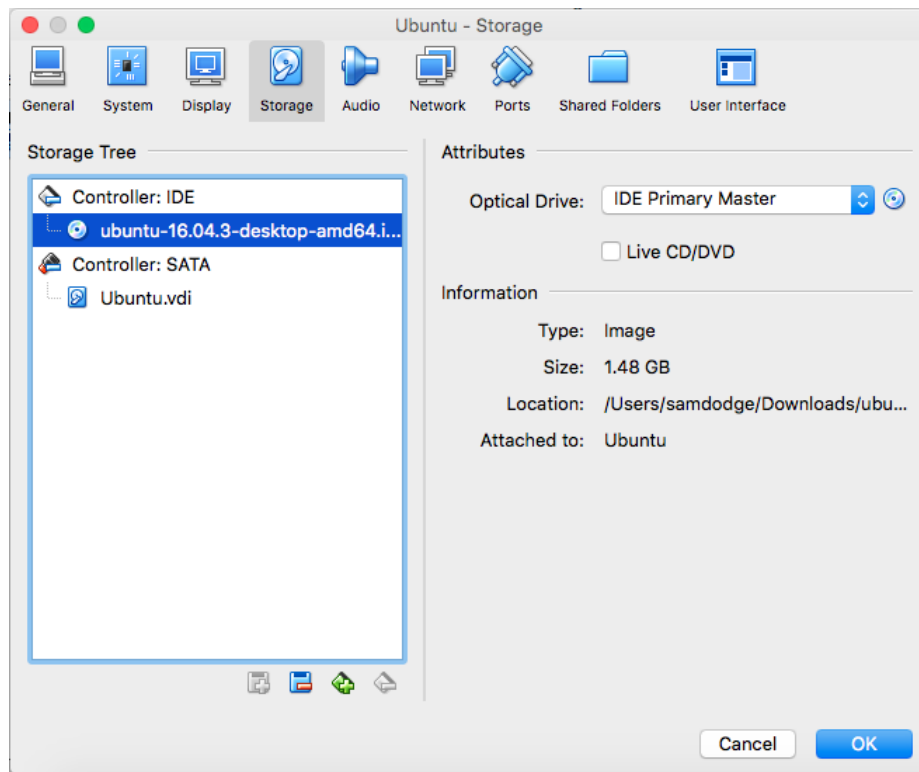 Ubuntu - Storage
General System Display Storage Audio Network Ports Shared Folders User Interface
Storage Tree
Controller: IDE
ubuntu-16.04.3-desktop-amd64.i...
Controller: SATA
Ubuntu.vdi
Attributes
Optical Drive: IDE Primary Master
Live CD/DVD
Information
Type: Image
Size: 1.48 GB
Location: /Users/samdodge/Downloads/ubu...
Attached to: Ubuntu
Cancel OK